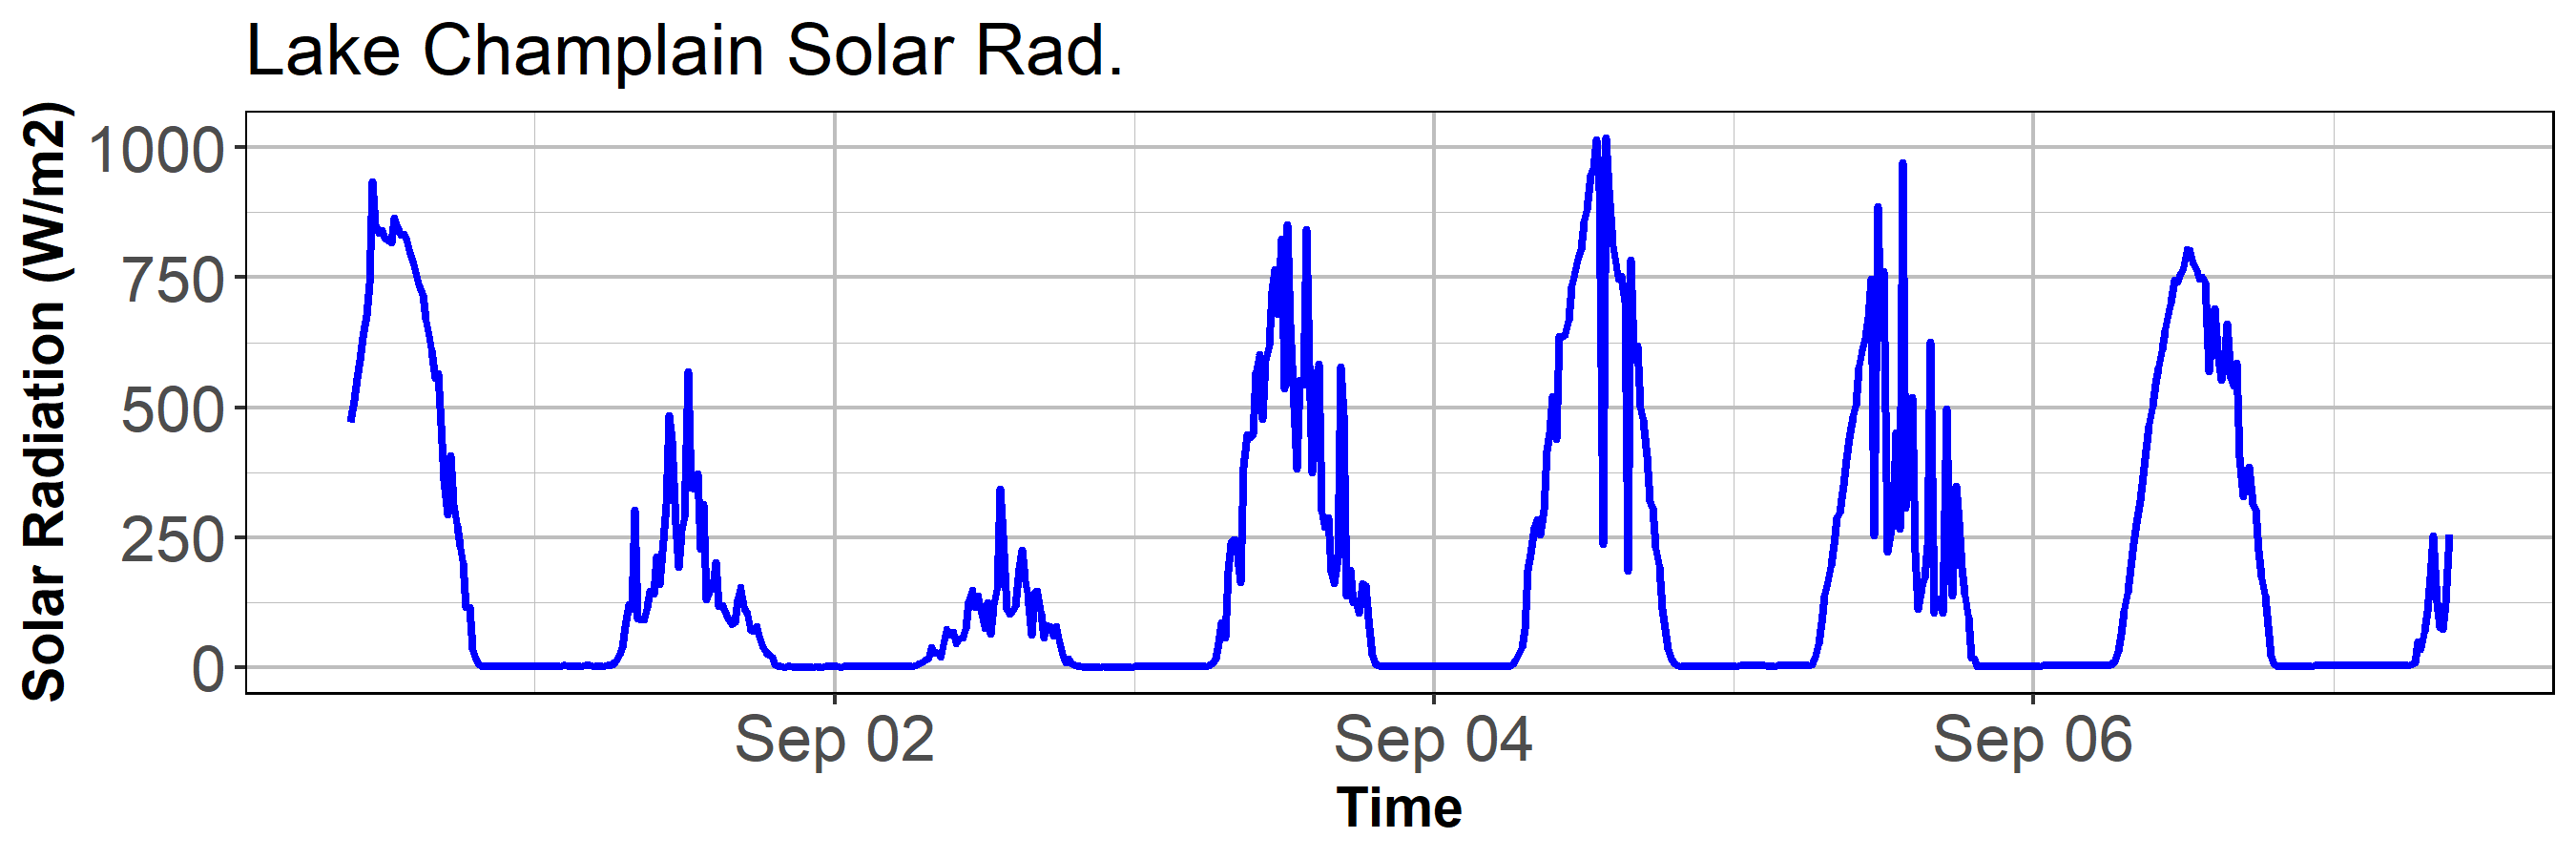 Lake Champlain Solar Rad.
Solar Radiation (W/m2)
1000
750
500
250
0
Sep 02 Sep 04 Sep 06
Time